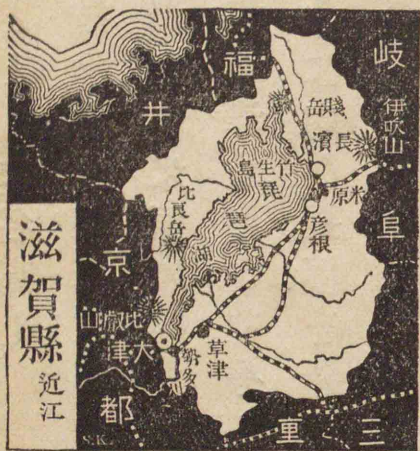 岐阜
福井
伊吹山
賤岳
長濱
竹生島
米原
琵琶湖
彦根
比良岳
京都
比叡山
大津
勢多
草津
三重
滋賀縣
近江
S.K.